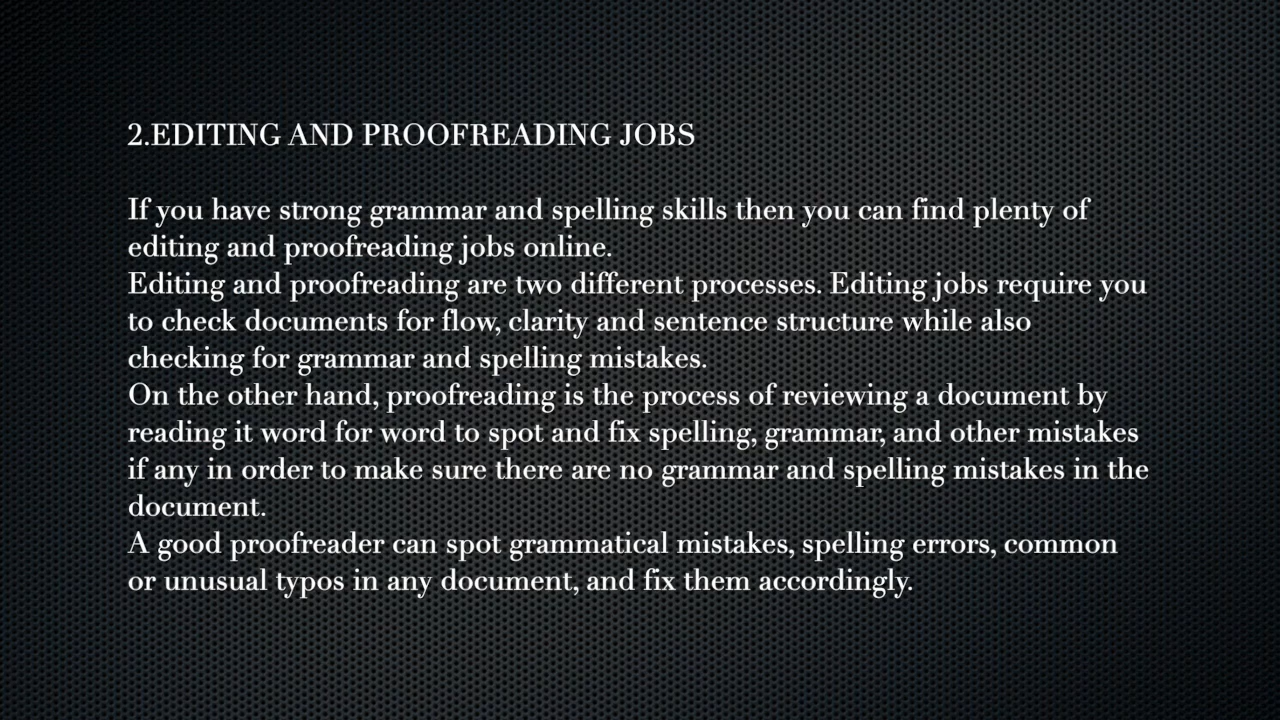 2.EDITING AND PROOFREADING JOBS
If you have strong grammar and spelling skills then you can find plenty of
editing and proofreading jobs online.
Editing and proofreading are two different processes. Editing jobs require you
to check documents for flow, clarity and sentence structure while also
checking for grammar and spelling mistakes.
On the other hand, proofreading is the process of reviewing a document by
reading it word for word to spot and fix spelling, grammar, and other mistakes
if any in order to make sure there are no grammar and spelling mistakes in the
document.
A good proofreader can spot grammatical mistakes, spelling errors, common
or unusual typos in any document, and fix them accordingly.